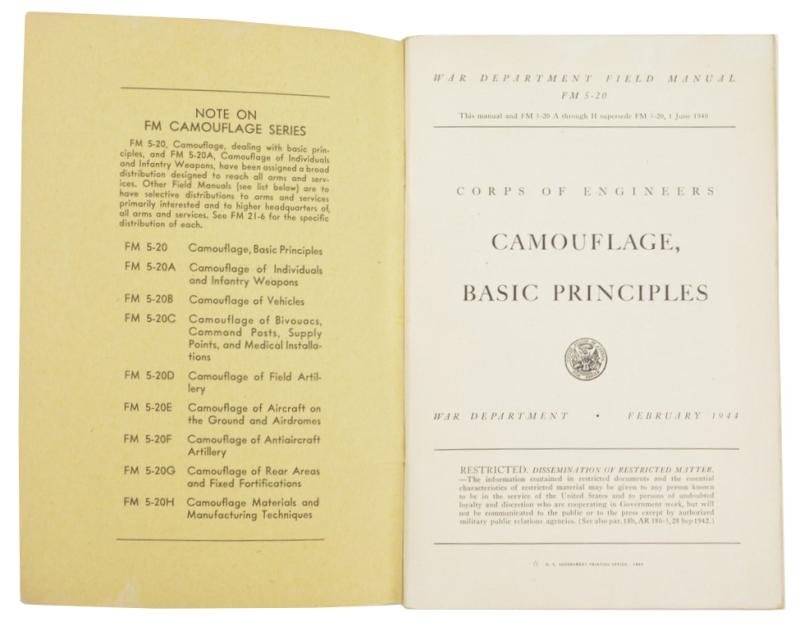 NOTE ON
FM CAMOUFLAGE SERIES
FM 5-20, Camouflage, dealing with basic prin-
ciples, and FM 5-20A, Camouflage of Individuals
and Infantry Weapons, have been assigned a broad
distribution designed to reach all arms and serv-
ices. Other Field Manuals (see list below) are to
have selective distributions to arms and services
primarily interested and to higher headquarters of,
all arms and services. See FM 21-6 for the specific
distribution of each.
FM 5-20 Camouflage, Basic Principles
FM 5-20A Camouflage of Individuals
and Infantry Weapons
FM 5-20B Camouflage of Vehicles
FM 5-20C Camouflage of Bivouacs,
Command Posts, Supply
Points, and Medical Installa-
tions
FM 5-20D Camouflage of Field Artil-
lery
FM 5-20E Camouflage of Aircraft on
the Ground and Airdromes
FM 5-20F Camouflage of Antiaircraft
Artillery
FM 5-20G Camouflage of Rear Areas
and Fixed Fortifications
FM 5-20H Camouflage Materials and
Manufacturing Techniques
WAR DEPARTMENT FIELD MANUAL
FM 5-20
This manual and FM 5-20 A through H supersede FM 5-20, 1 June 1940
CORPS OF ENGINEERS
CAMOUFLAGE,
BASIC PRINCIPLES
WAR DEPARTMENT • FEBRUARY 1944
RESTRICTED. DISSEMINATION OF RESTRICTED MATTER.
—The information contained in restricted documents and the essential
characteristics of restricted material may be given to any person known
to be in the service of the United States and to persons of undoubted
loyalty and discretion who are cooperating in Government work, but will
not be communicated to the public or to the press except by authorized
military public relations agencies. (See also par. 18b, AR 380-5, 28 Sep 1942.)
U. S. GOVERNMENT PRINTING OFFICE :